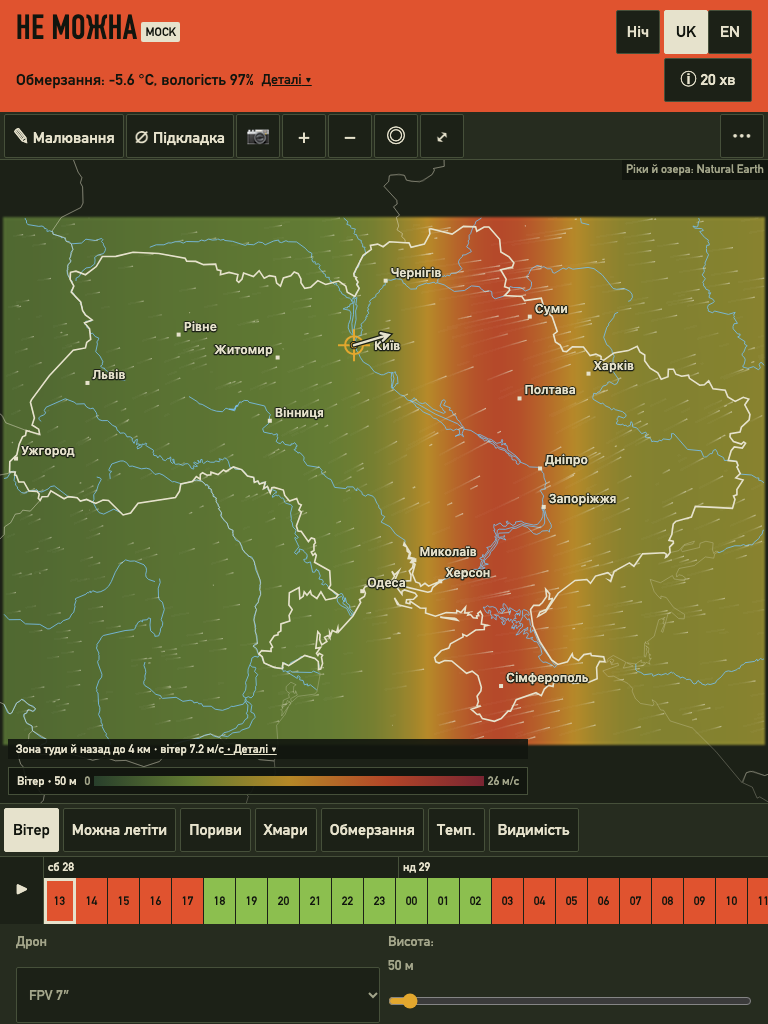 НЕ МОЖНА МОСК
Ніч UK EN
Обмерзання: -5.6 °C, вологість 97% Деталі ▾
ⓘ 20 хв
✎ Малювання ∅ Підкладка + − ◎ ⤢ ⋯
Ріки й озера: Natural Earth
Чернігів
Суми
Рівне
Київ
Житомир
Харків
Львів
Полтава
Вінниця
Ужгород
Дніпро
Запоріжжя
Миколаїв
Херсон
Одеса
Сімферополь
Зона туди й назад до 4 км · вітер 7.2 м/с · Деталі ▾
Вітер · 50 м 0 26 м/с
Вітер Можна летіти Пориви Хмари Обмерзання Темп. Видимість
сб 28 нд 29
▶ 13 14 15 16 17 18 19 20 21 22 23 00 01 02 03 04 05 06 07 08 09 10 11
Дрон Висота:
50 м
FPV 7″